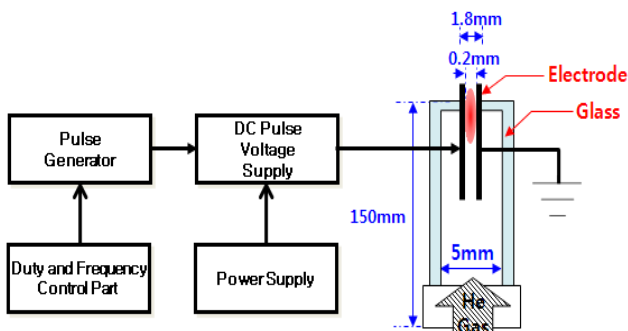 1.8mm
0.2mm
Electrode
Glass
Pulse
Generator
DC Pulse
Voltage
Supply
150mm
5mm
Duty and Frequency
Control Part
Power Supply
He
Gas